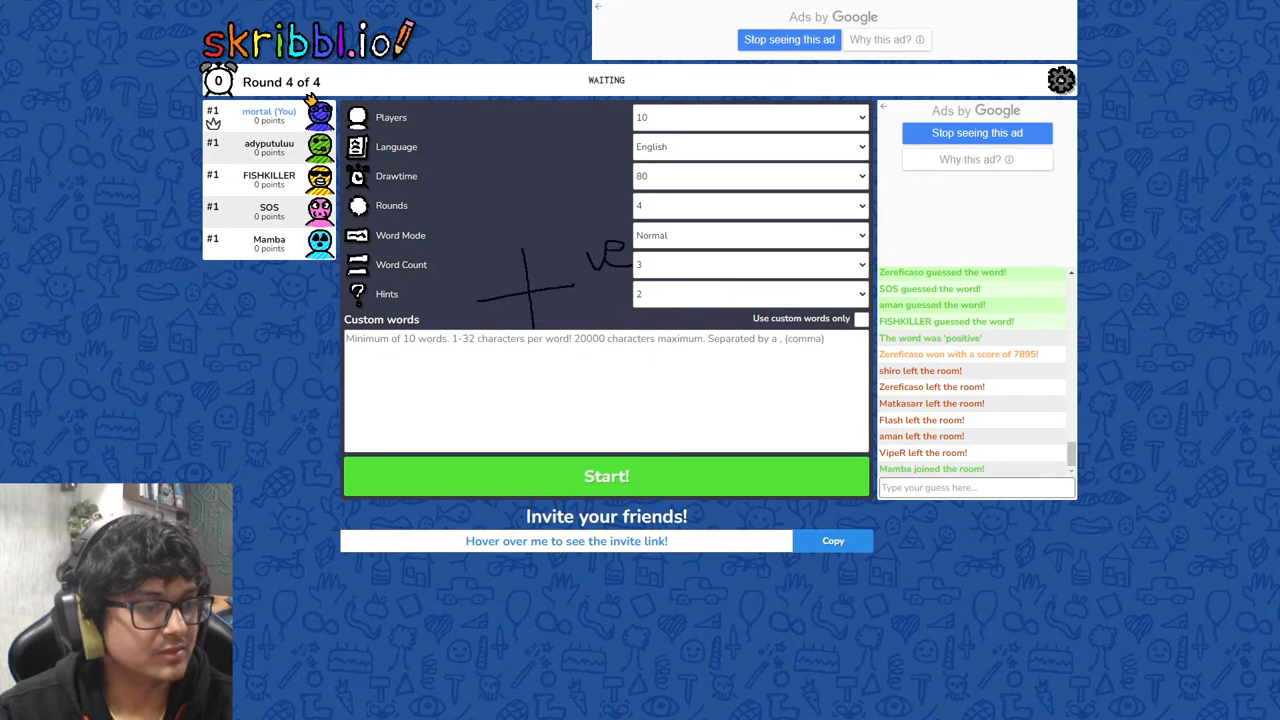 Ads by Google
Stop seeing this ad
Why this ad?
skribbl.io
0
Round 4 of 4
WAITING
#1
mortal (You)
0 points
#1
adyputuluu
0 points
#1
FISHKILLER
0 points
#1
SOS
0 points
#1
Mamba
0 points
Players
10
Language
English
Drawtime
80
Rounds
4
Word Mode
Normal
Word Count
3
Hints
2
+ ve
Custom words
Use custom words only
Minimum of 10 words. 1-32 characters per word! 20000 characters maximum. Separated by a , (comma)
Start!
Invite your friends!
Hover over me to see the invite link!
Copy
Ads by Google
Stop seeing this ad
Why this ad?
Zereficaso guessed the word!
SOS guessed the word!
aman guessed the word!
FISHKILLER guessed the word!
The word was 'positive'
Zereficaso won with a score of 7895!
shiro left the room!
Zereficaso left the room!
Matkasarr left the room!
Flash left the room!
aman left the room!
VipeR left the room!
Mamba joined the room!
Type your guess here...